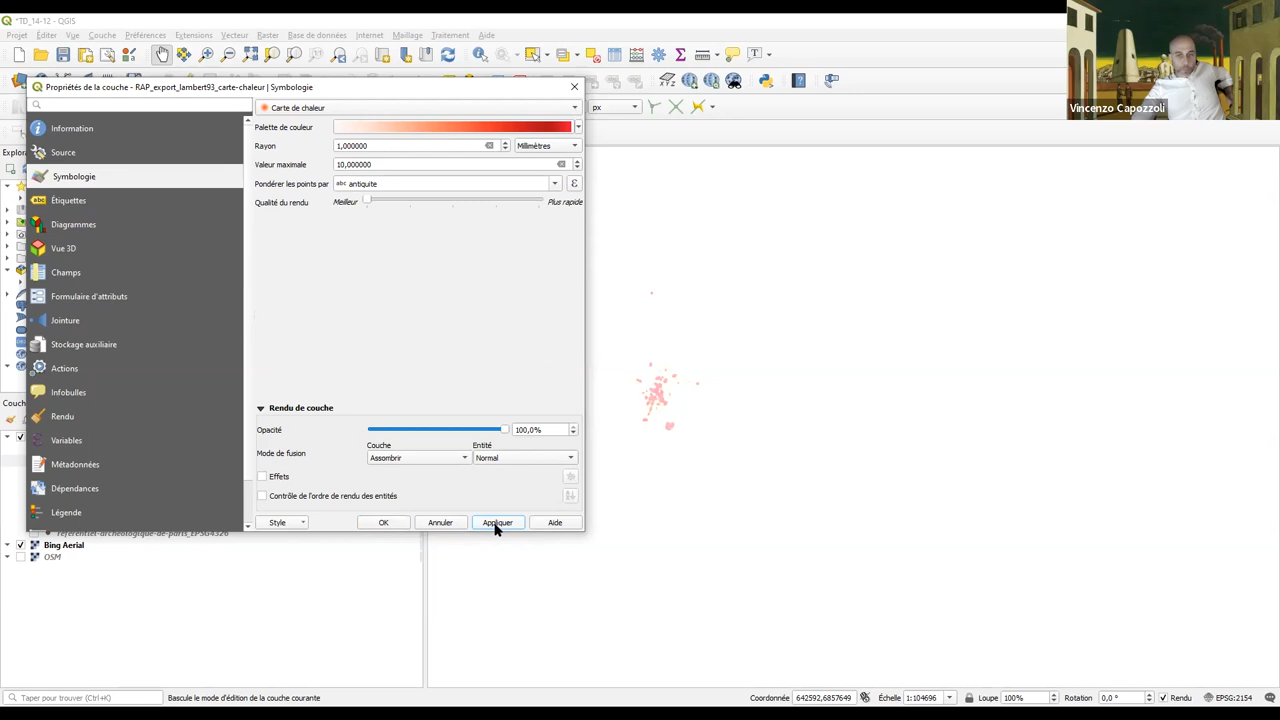 *TD_14-12 - QGIS
Projet Éditer Vue Couche Préférences Extensions Vecteur Raster Base de données Internet Maillage Traitement Aide
Vincenzo Capozzoli
Propriétés de la couche - RAP_export_lambert93_carte-chaleur | Symbologie
px
Carte de chaleur
Information
Source
Symbologie
Étiquettes
Diagrammes
Vue 3D
Champs
Formulaire d'attributs
Jointure
Stockage auxiliaire
Actions
Infobulles
Rendu
Variables
Métadonnées
Dépendances
Légende
Palette de couleur
Rayon 1,000000 Millimètres
Valeur maximale 10,000000
Pondérer les points par abc antiquite ε
Qualité du rendu Meilleur Plus rapide
Rendu de couche
Opacité 100,0%
Couche Entité
Mode de fusion Assombrir Normal
Effets
Contrôle de l'ordre de rendu des entités
Style OK Annuler Appliquer Aide
Explora
Couch
referentiel-archeologique-de-paris_EPSG4326
Bing Aerial
OSM
Taper pour trouver (Ctrl+K) Bascule le mode d'édition de la couche courante Coordonnée 642592,6857649 Échelle 1:104696 Loupe 100% Rotation 0,0 ° Rendu EPSG:2154